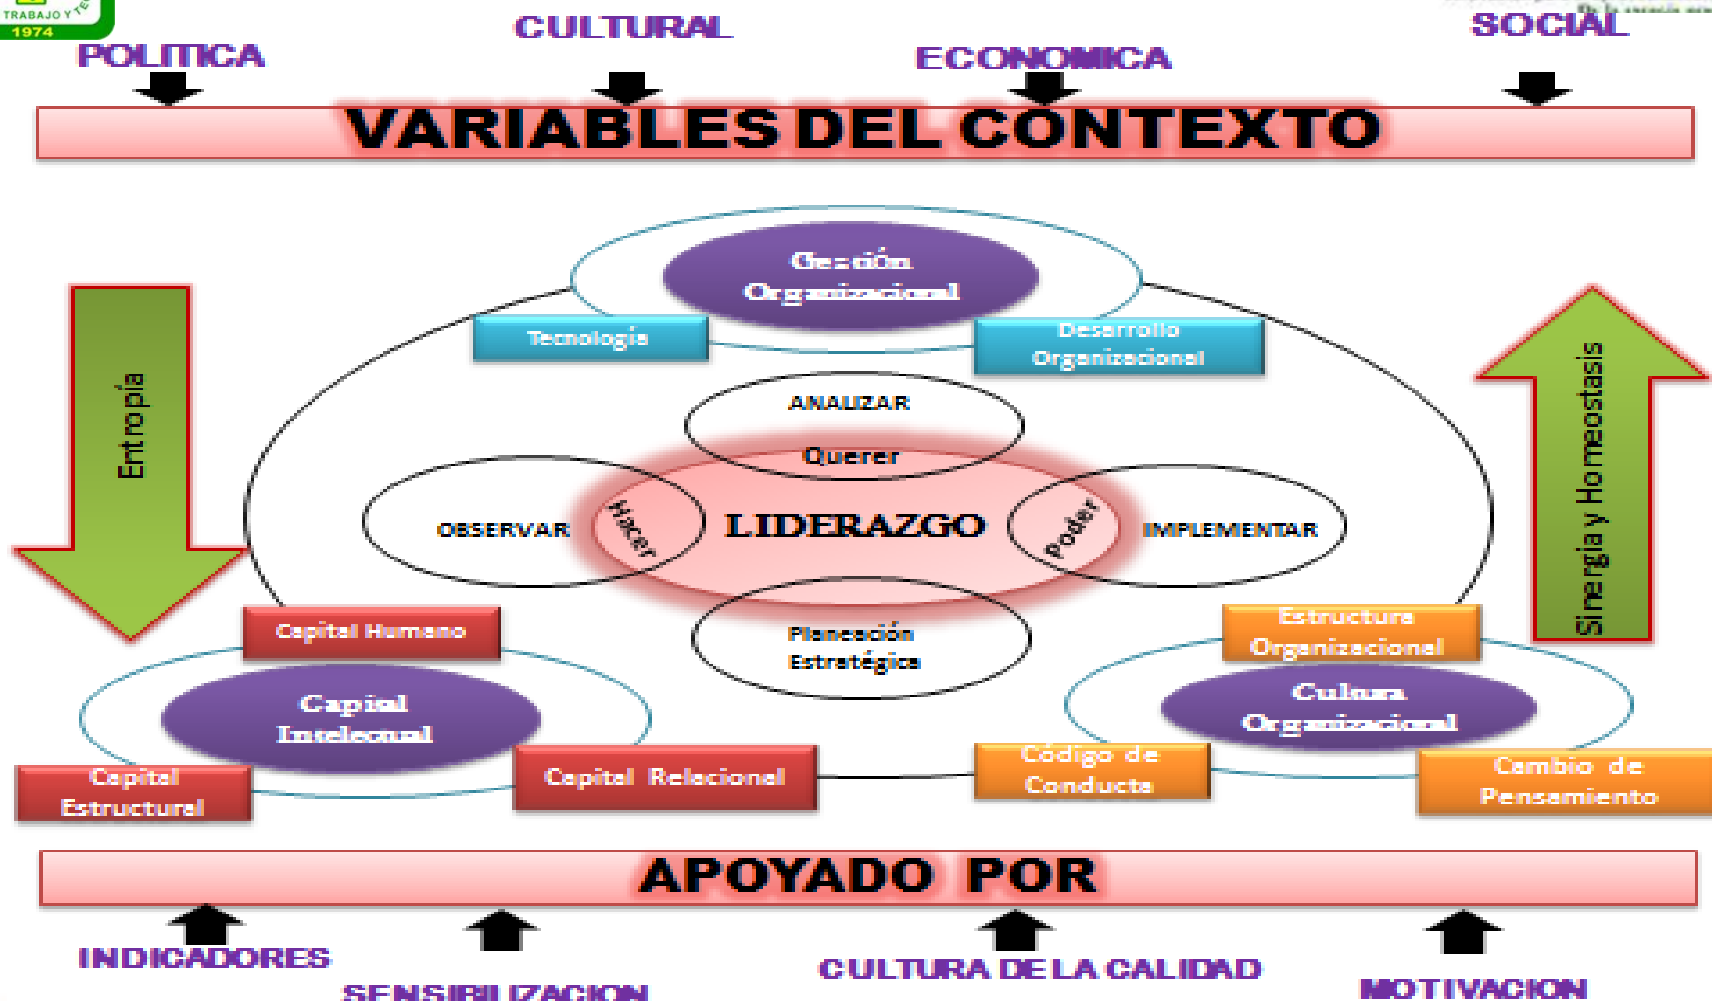 TRABAJO Y
1974
POLITICA
CULTURAL
ECONOMICA
SOCIAL
VARIABLES DEL CONTEXTO
Gestión
Organizacional
Tecnología
Desarrollo
Organizacional
Entropía
Sinergia y Homeostasis
ANALIZAR
Querer
OBSERVAR
Hacer
LIDERAZGO
Poder
IMPLEMENTAR
Planeación
Estratégica
Capital Humano
Capital
Intelectual
Capital
Estructural
Capital Relacional
Estructura
Organizacional
Cultura
Organizacional
Código de
Conducta
Cambio de
Pensamiento
APOYADO POR
INDICADORES
SENSIBILIZACION
CULTURA DE LA CALIDAD
MOTIVACION